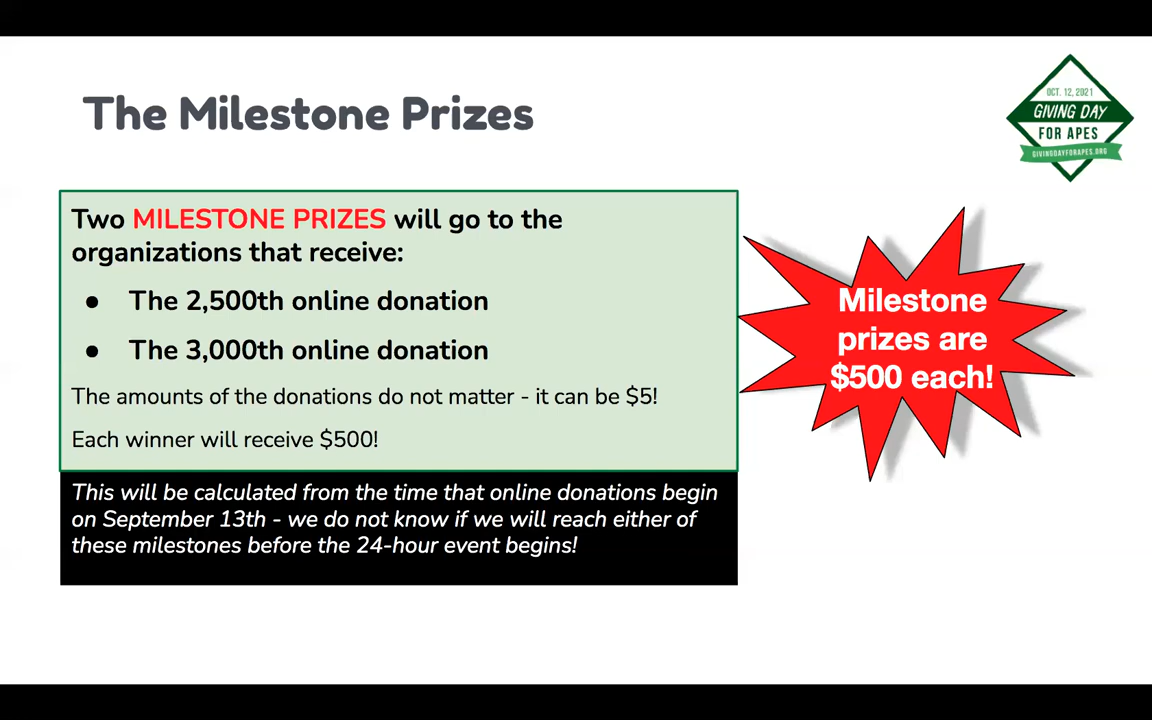 The Milestone Prizes
OCT. 12, 2021
GIVING DAY
FOR APES
GIVINGDAYFORAPES.ORG
Two MILESTONE PRIZES will go to the
organizations that receive:
● The 2,500th online donation
● The 3,000th online donation
The amounts of the donations do not matter - it can be $5!
Each winner will receive $500!
This will be calculated from the time that online donations begin
on September 13th - we do not know if we will reach either of
these milestones before the 24-hour event begins!
Milestone
prizes are
$500 each!